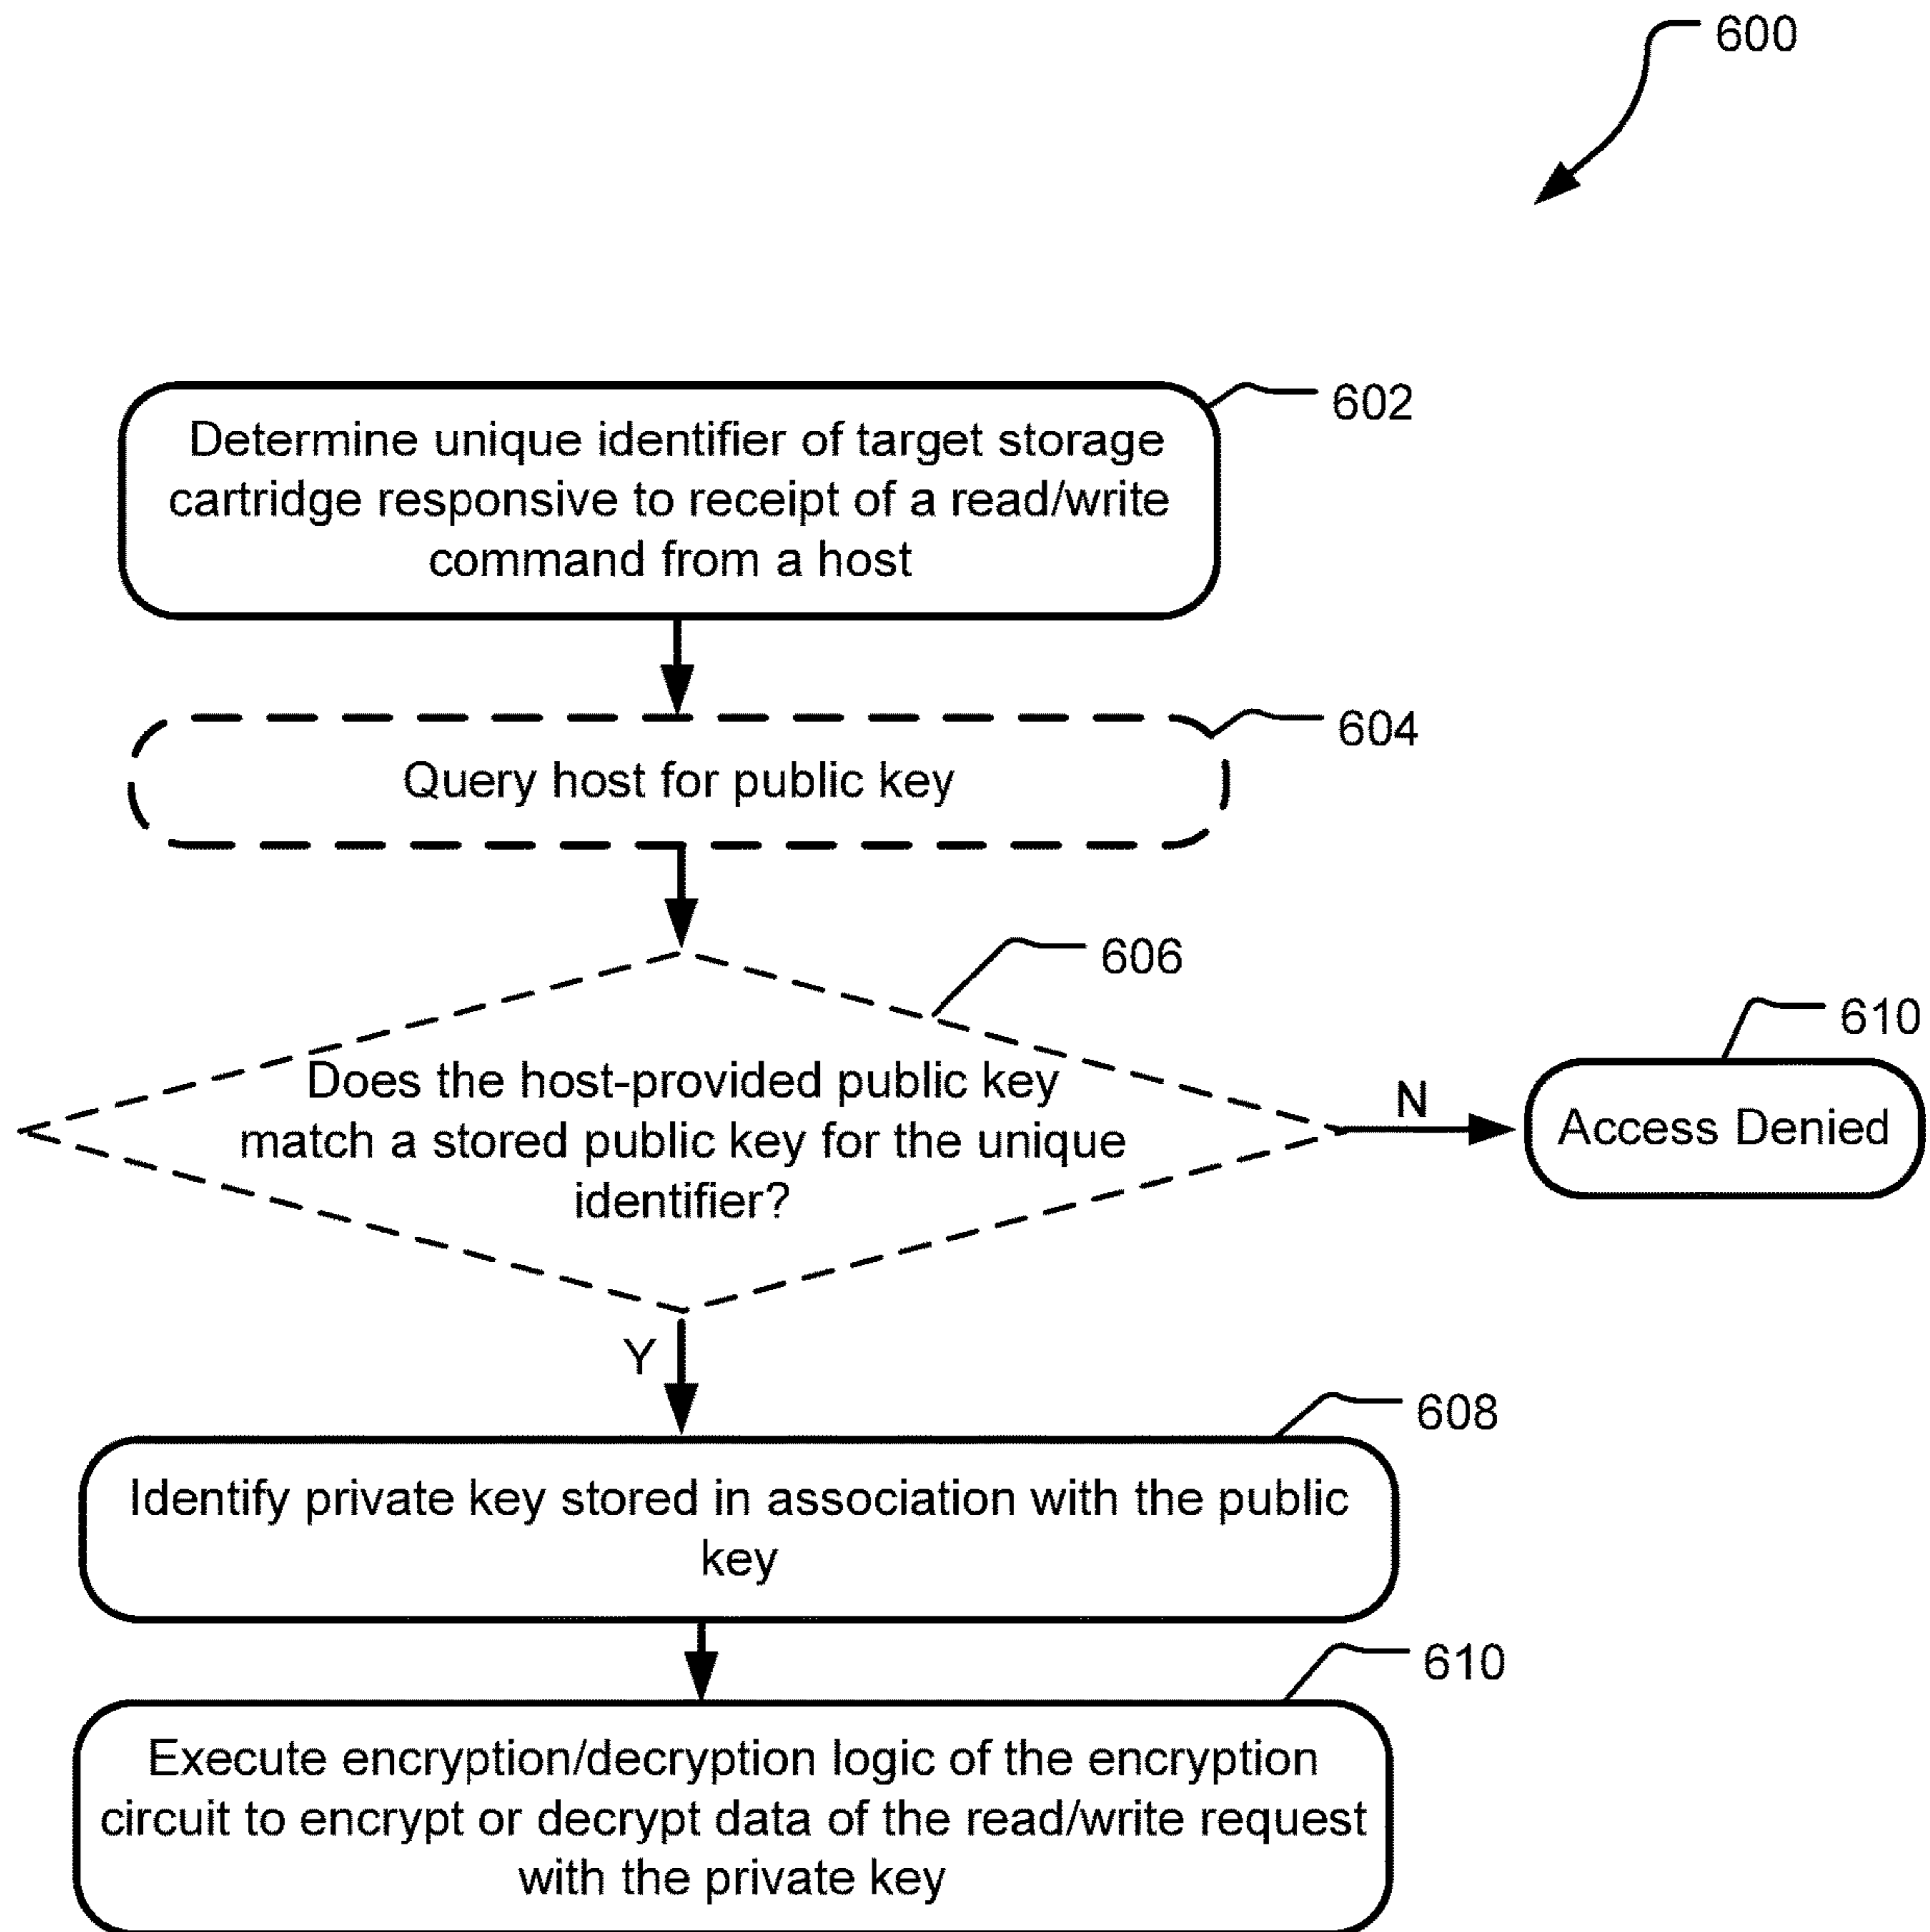 600
602
Determine unique identifier of target storage
cartridge responsive to receipt of a read/write
command from a host
604
Query host for public key
606
Does the host-provided public key
match a stored public key for the unique
identifier?
N
610
Access Denied
Y
608
Identify private key stored in association with the public
key
610
Execute encryption/decryption logic of the encryption
circuit to encrypt or decrypt data of the read/write request
with the private key